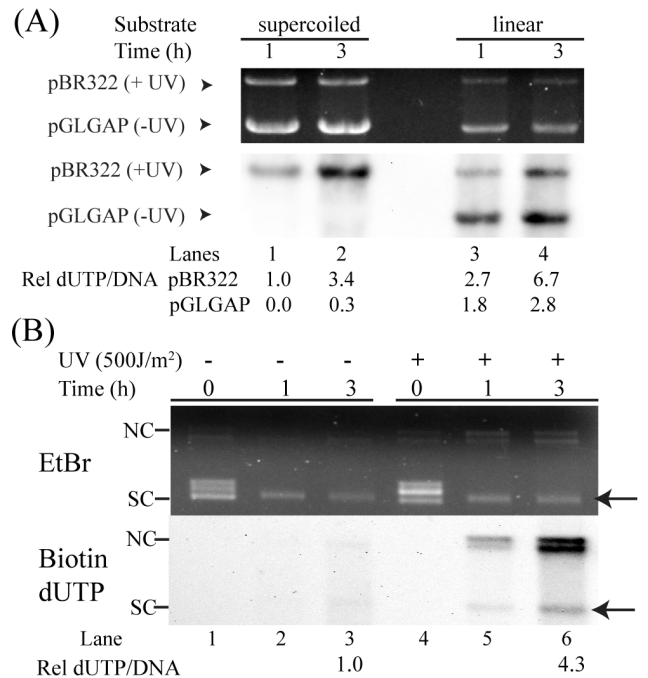 (A) Substrate supercoiled linear
Time (h) 1 3 1 3
pBR322 (+ UV)
pGLGAP (-UV)
pBR322 (+UV)
pGLGAP (-UV)
Lanes 1 2 3 4
Rel dUTP/DNA pBR322 1.0 3.4 2.7 6.7
pGLGAP 0.0 0.3 1.8 2.8
(B)
UV (500J/m²) - - - + + +
Time (h) 0 1 3 0 1 3
NC
EtBr
SC
NC
Biotin
dUTP
SC
Lane 1 2 3 4 5 6
Rel dUTP/DNA 1.0 4.3